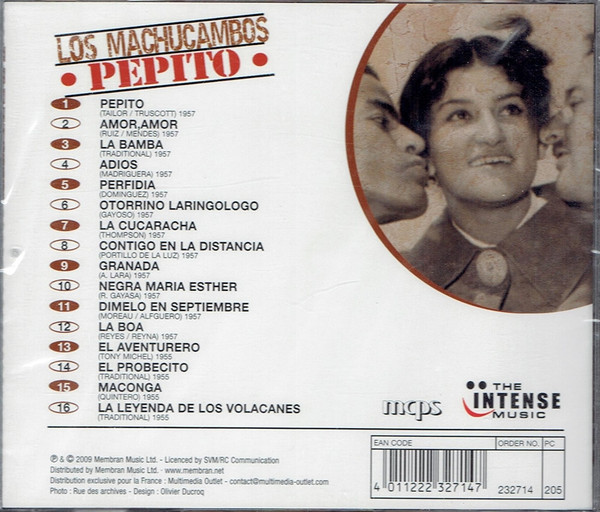 LOS MACHUCAMBOS
• PEPITO •
1 PEPITO
(TAILOR / TRUSCOTT) 1957
2 AMOR,AMOR
(RUIZ / MENDES) 1957
3 LA BAMBA
(TRADITIONAL) 1957
4 ADIOS
(MADRIGUERA) 1957
5 PERFIDIA
(DOMINGUEZ) 1957
6 OTORRINO LARINGOLOGO
(GAYOSO) 1957
7 LA CUCARACHA
(THOMPSON) 1957
8 CONTIGO EN LA DISTANCIA
(PORTILLO DE LA LUZ) 1957
9 GRANADA
(A. LARA) 1957
10 NEGRA MARIA ESTHER
(R. GAYASA) 1957
11 DIMELO EN SEPTIEMBRE
(MOREAU / ALFGUERO) 1957
12 LA BOA
(REYES / REYNA) 1957
13 EL AVENTURERO
(TONY MICHEL) 1955
14 EL PROBECITO
(TRADITIONAL) 1955
15 MACONGA
(QUINTERO) 1955
16 LA LEYENDA DE LOS VOLACANES
(TRADITIONAL) 1955
mcps
THE
INTENSE
MUSIC
℗ & © 2009 Membran Music Ltd. - Licenced by SVM/RC Communication
Distributed by Membran Music Ltd. - www.membran.net
Distribution exclusive pour la France : Multimedia Outlet - contact@multimedia-outlet.com
Photo : Rue des archives - Design : Olivier Ducroq
EAN CODE
ORDER NO.
PC
4 011222 327147
232714
205